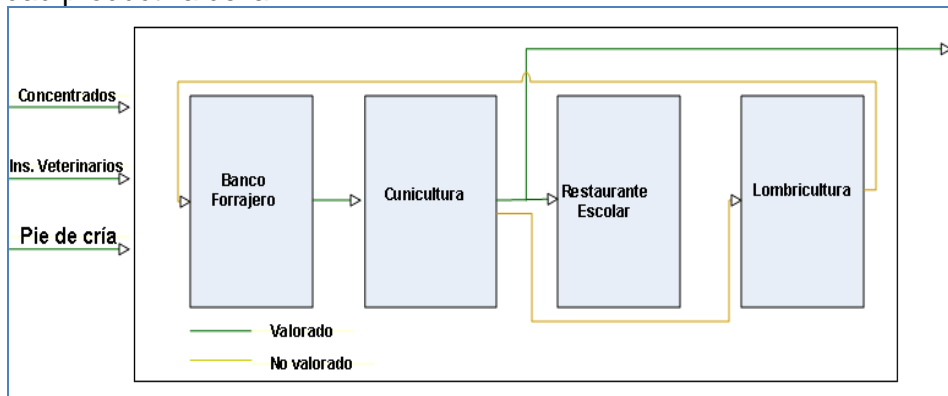 Concentrados
Ins. Veterinarios
Pie de cría
Banco
Forrajero
Cunicultura
Restaurante
Escolar
Lombricultura
Valorado
No valorado